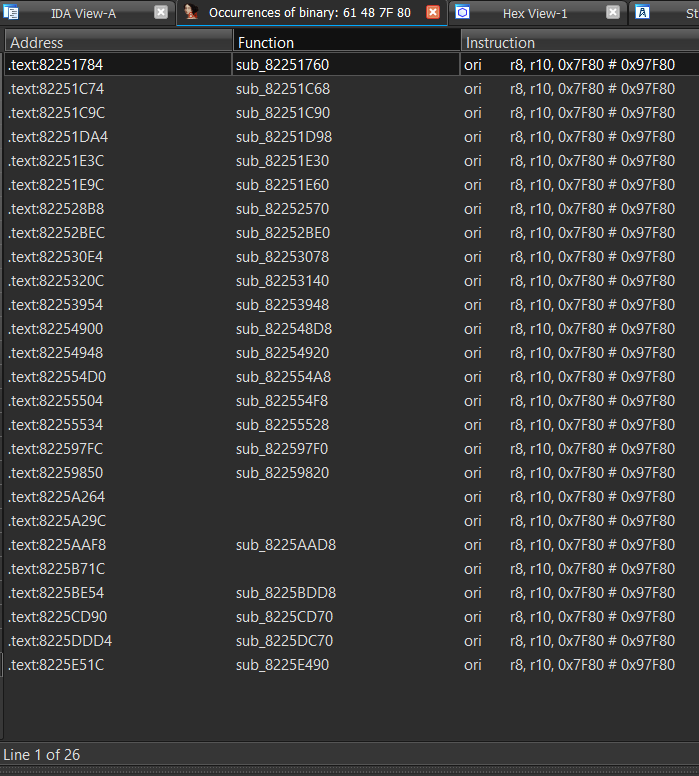 IDA View-A Occurrences of binary: 61 48 7F 80 Hex View-1 St
Address Function Instruction
.text:82251784 sub_82251760 ori r8, r10, 0x7F80 # 0x97F80
.text:82251C74 sub_82251C68 ori r8, r10, 0x7F80 # 0x97F80
.text:82251C9C sub_82251C90 ori r8, r10, 0x7F80 # 0x97F80
.text:82251DA4 sub_82251D98 ori r8, r10, 0x7F80 # 0x97F80
.text:82251E3C sub_82251E30 ori r8, r10, 0x7F80 # 0x97F80
.text:82251E9C sub_82251E60 ori r8, r10, 0x7F80 # 0x97F80
.text:822528B8 sub_82252570 ori r8, r10, 0x7F80 # 0x97F80
.text:82252BEC sub_82252BE0 ori r8, r10, 0x7F80 # 0x97F80
.text:822530E4 sub_82253078 ori r8, r10, 0x7F80 # 0x97F80
.text:8225320C sub_82253140 ori r8, r10, 0x7F80 # 0x97F80
.text:82253954 sub_82253948 ori r8, r10, 0x7F80 # 0x97F80
.text:82254900 sub_822548D8 ori r8, r10, 0x7F80 # 0x97F80
.text:82254948 sub_82254920 ori r8, r10, 0x7F80 # 0x97F80
.text:822554D0 sub_822554A8 ori r8, r10, 0x7F80 # 0x97F80
.text:82255504 sub_822554F8 ori r8, r10, 0x7F80 # 0x97F80
.text:82255534 sub_82255528 ori r8, r10, 0x7F80 # 0x97F80
.text:822597FC sub_822597F0 ori r8, r10, 0x7F80 # 0x97F80
.text:82259850 sub_82259820 ori r8, r10, 0x7F80 # 0x97F80
.text:8225A264 ori r8, r10, 0x7F80 # 0x97F80
.text:8225A29C ori r8, r10, 0x7F80 # 0x97F80
.text:8225AAF8 sub_8225AAD8 ori r8, r10, 0x7F80 # 0x97F80
.text:8225B71C ori r8, r10, 0x7F80 # 0x97F80
.text:8225BE54 sub_8225BDD8 ori r8, r10, 0x7F80 # 0x97F80
.text:8225CD90 sub_8225CD70 ori r8, r10, 0x7F80 # 0x97F80
.text:8225DDD4 sub_8225DC70 ori r8, r10, 0x7F80 # 0x97F80
.text:8225E51C sub_8225E490 ori r8, r10, 0x7F80 # 0x97F80
Line 1 of 26